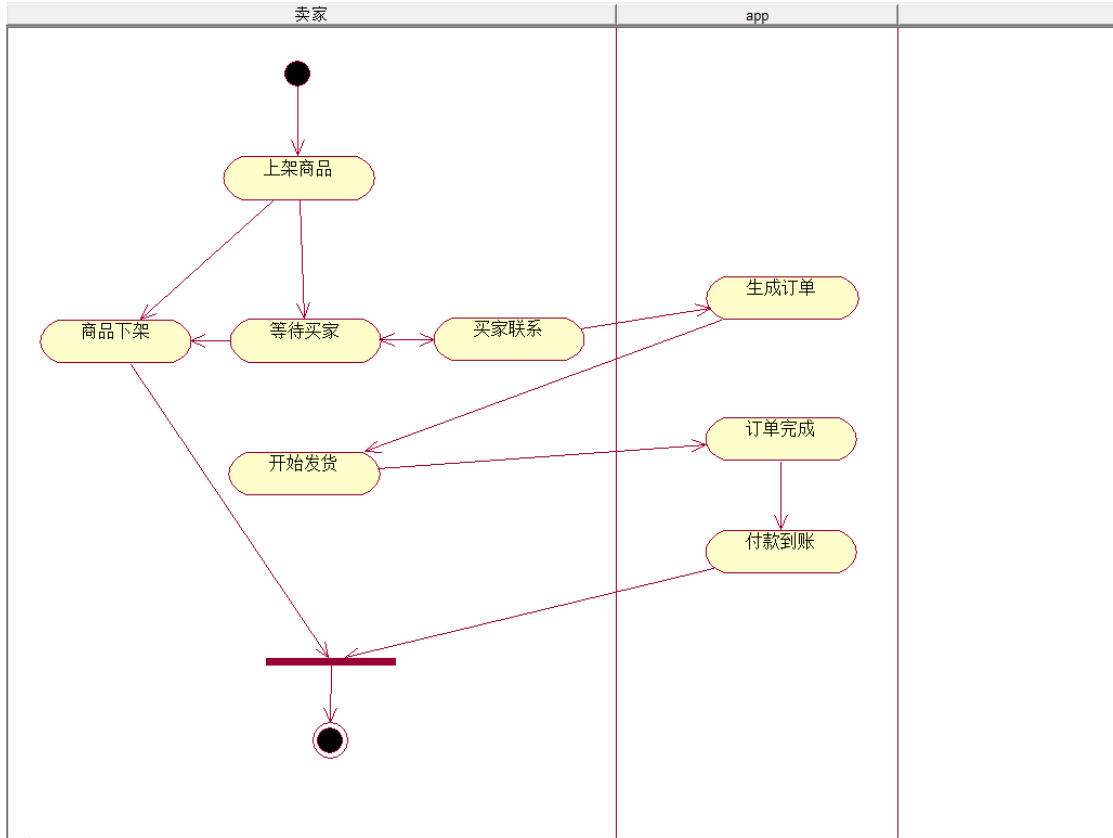 卖家
app
上架商品
生成订单
商品下架
等待买家
买家联系
订单完成
开始发货
付款到账